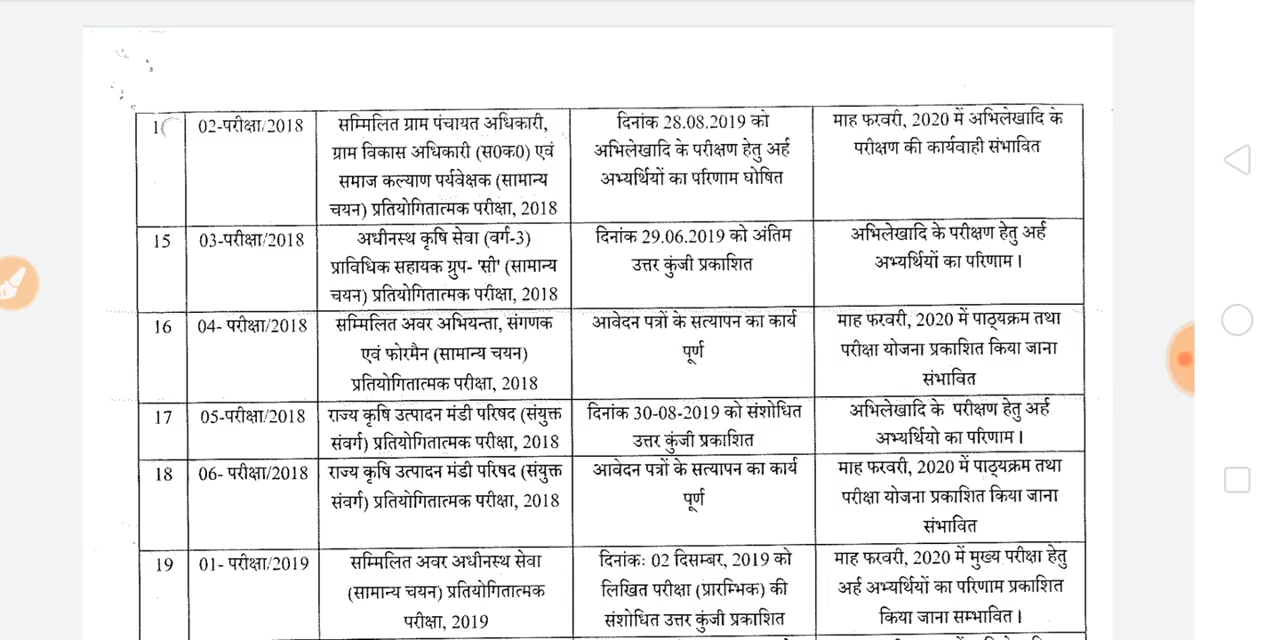 02-परीक्षा/2018
सम्मिलित ग्राम पंचायत अधिकारी,
ग्राम विकास अधिकारी (स0क0) एवं
समाज कल्याण पर्यवेक्षक (सामान्य
चयन) प्रतियोगितात्मक परीक्षा, 2018
दिनांक 28.08.2019 को
अभिलेखादि के परीक्षण हेतु अर्ह
अभ्यर्थियों का परिणाम घोषित
माह फरवरी, 2020 में अभिलेखादि के
परीक्षण की कार्यवाही संभावित
15
03-परीक्षा/2018
अधीनस्थ कृषि सेवा (वर्ग-3)
प्राविधिक सहायक ग्रुप- 'सी' (सामान्य
चयन) प्रतियोगितात्मक परीक्षा, 2018
दिनांक 29.06.2019 को अंतिम
उत्तर कुंजी प्रकाशित
अभिलेखादि के परीक्षण हेतु अर्ह
अभ्यर्थियों का परिणाम।
16
04- परीक्षा/2018
सम्मिलित अवर अभियन्ता, संगणक
एवं फोरमैन (सामान्य चयन)
प्रतियोगितात्मक परीक्षा, 2018
आवेदन पत्रों के सत्यापन का कार्य
पूर्ण
माह फरवरी, 2020 में पाठ्यक्रम तथा
परीक्षा योजना प्रकाशित किया जाना
संभावित
17
05-परीक्षा/2018
राज्य कृषि उत्पादन मंडी परिषद (संयुक्त
संवर्ग) प्रतियोगितात्मक परीक्षा, 2018
दिनांक 30-08-2019 को संशोधित
उत्तर कुंजी प्रकाशित
अभिलेखादि के परीक्षण हेतु अर्ह
अभ्यर्थियो का परिणाम।
18
06- परीक्षा/2018
राज्य कृषि उत्पादन मंडी परिषद (संयुक्त
संवर्ग) प्रतियोगितात्मक परीक्षा, 2018
आवेदन पत्रों के सत्यापन का कार्य
पूर्ण
माह फरवरी, 2020 में पाठ्यक्रम तथा
परीक्षा योजना प्रकाशित किया जाना
संभावित
19
01- परीक्षा/2019
सम्मिलित अवर अधीनस्थ सेवा
(सामान्य चयन) प्रतियोगितात्मक
परीक्षा, 2019
दिनांकः 02 दिसम्बर, 2019 को
लिखित परीक्षा (प्रारम्भिक) की
संशोधित उत्तर कुंजी प्रकाशित
माह फरवरी, 2020 में मुख्य परीक्षा हेतु
अर्ह अभ्यर्थियों का परिणाम प्रकाशित
किया जाना सम्भावित।